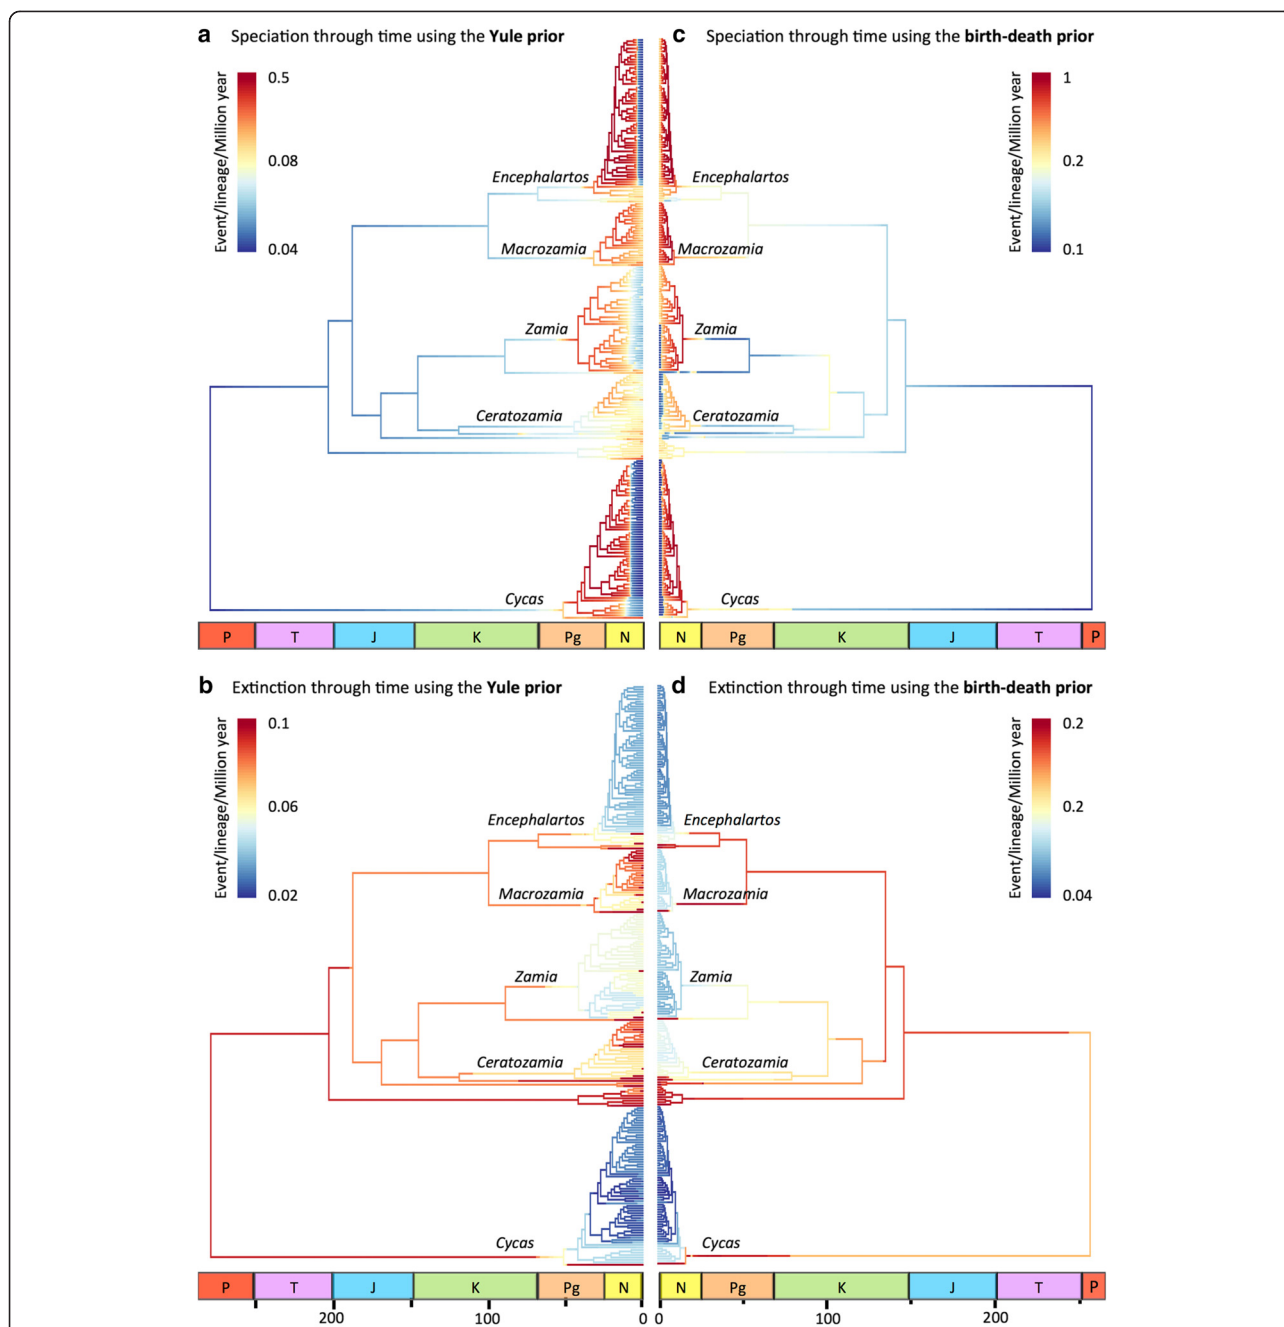 a Speciation through time using the Yule prior
Event/lineage/Million year
0.5
0.08
0.04
Encephalartos
Macrozamia
Zamia
Ceratozamia
Cycas
P T J K Pg N
c Speciation through time using the birth-death prior
Event/lineage/Million year
1
0.2
0.1
Encephalartos
Macrozamia
Zamia
Ceratozamia
Cycas
N Pg K J T P
b Extinction through time using the Yule prior
Event/lineage/Million year
0.1
0.06
0.02
Encephalartos
Macrozamia
Zamia
Ceratozamia
Cycas
P T J K Pg N
200 100 0
d Extinction through time using the birth-death prior
Event/lineage/Million year
0.2
0.2
0.04
Encephalartos
Macrozamia
Zamia
Ceratozamia
Cycas
N Pg K J T P
0 100 200